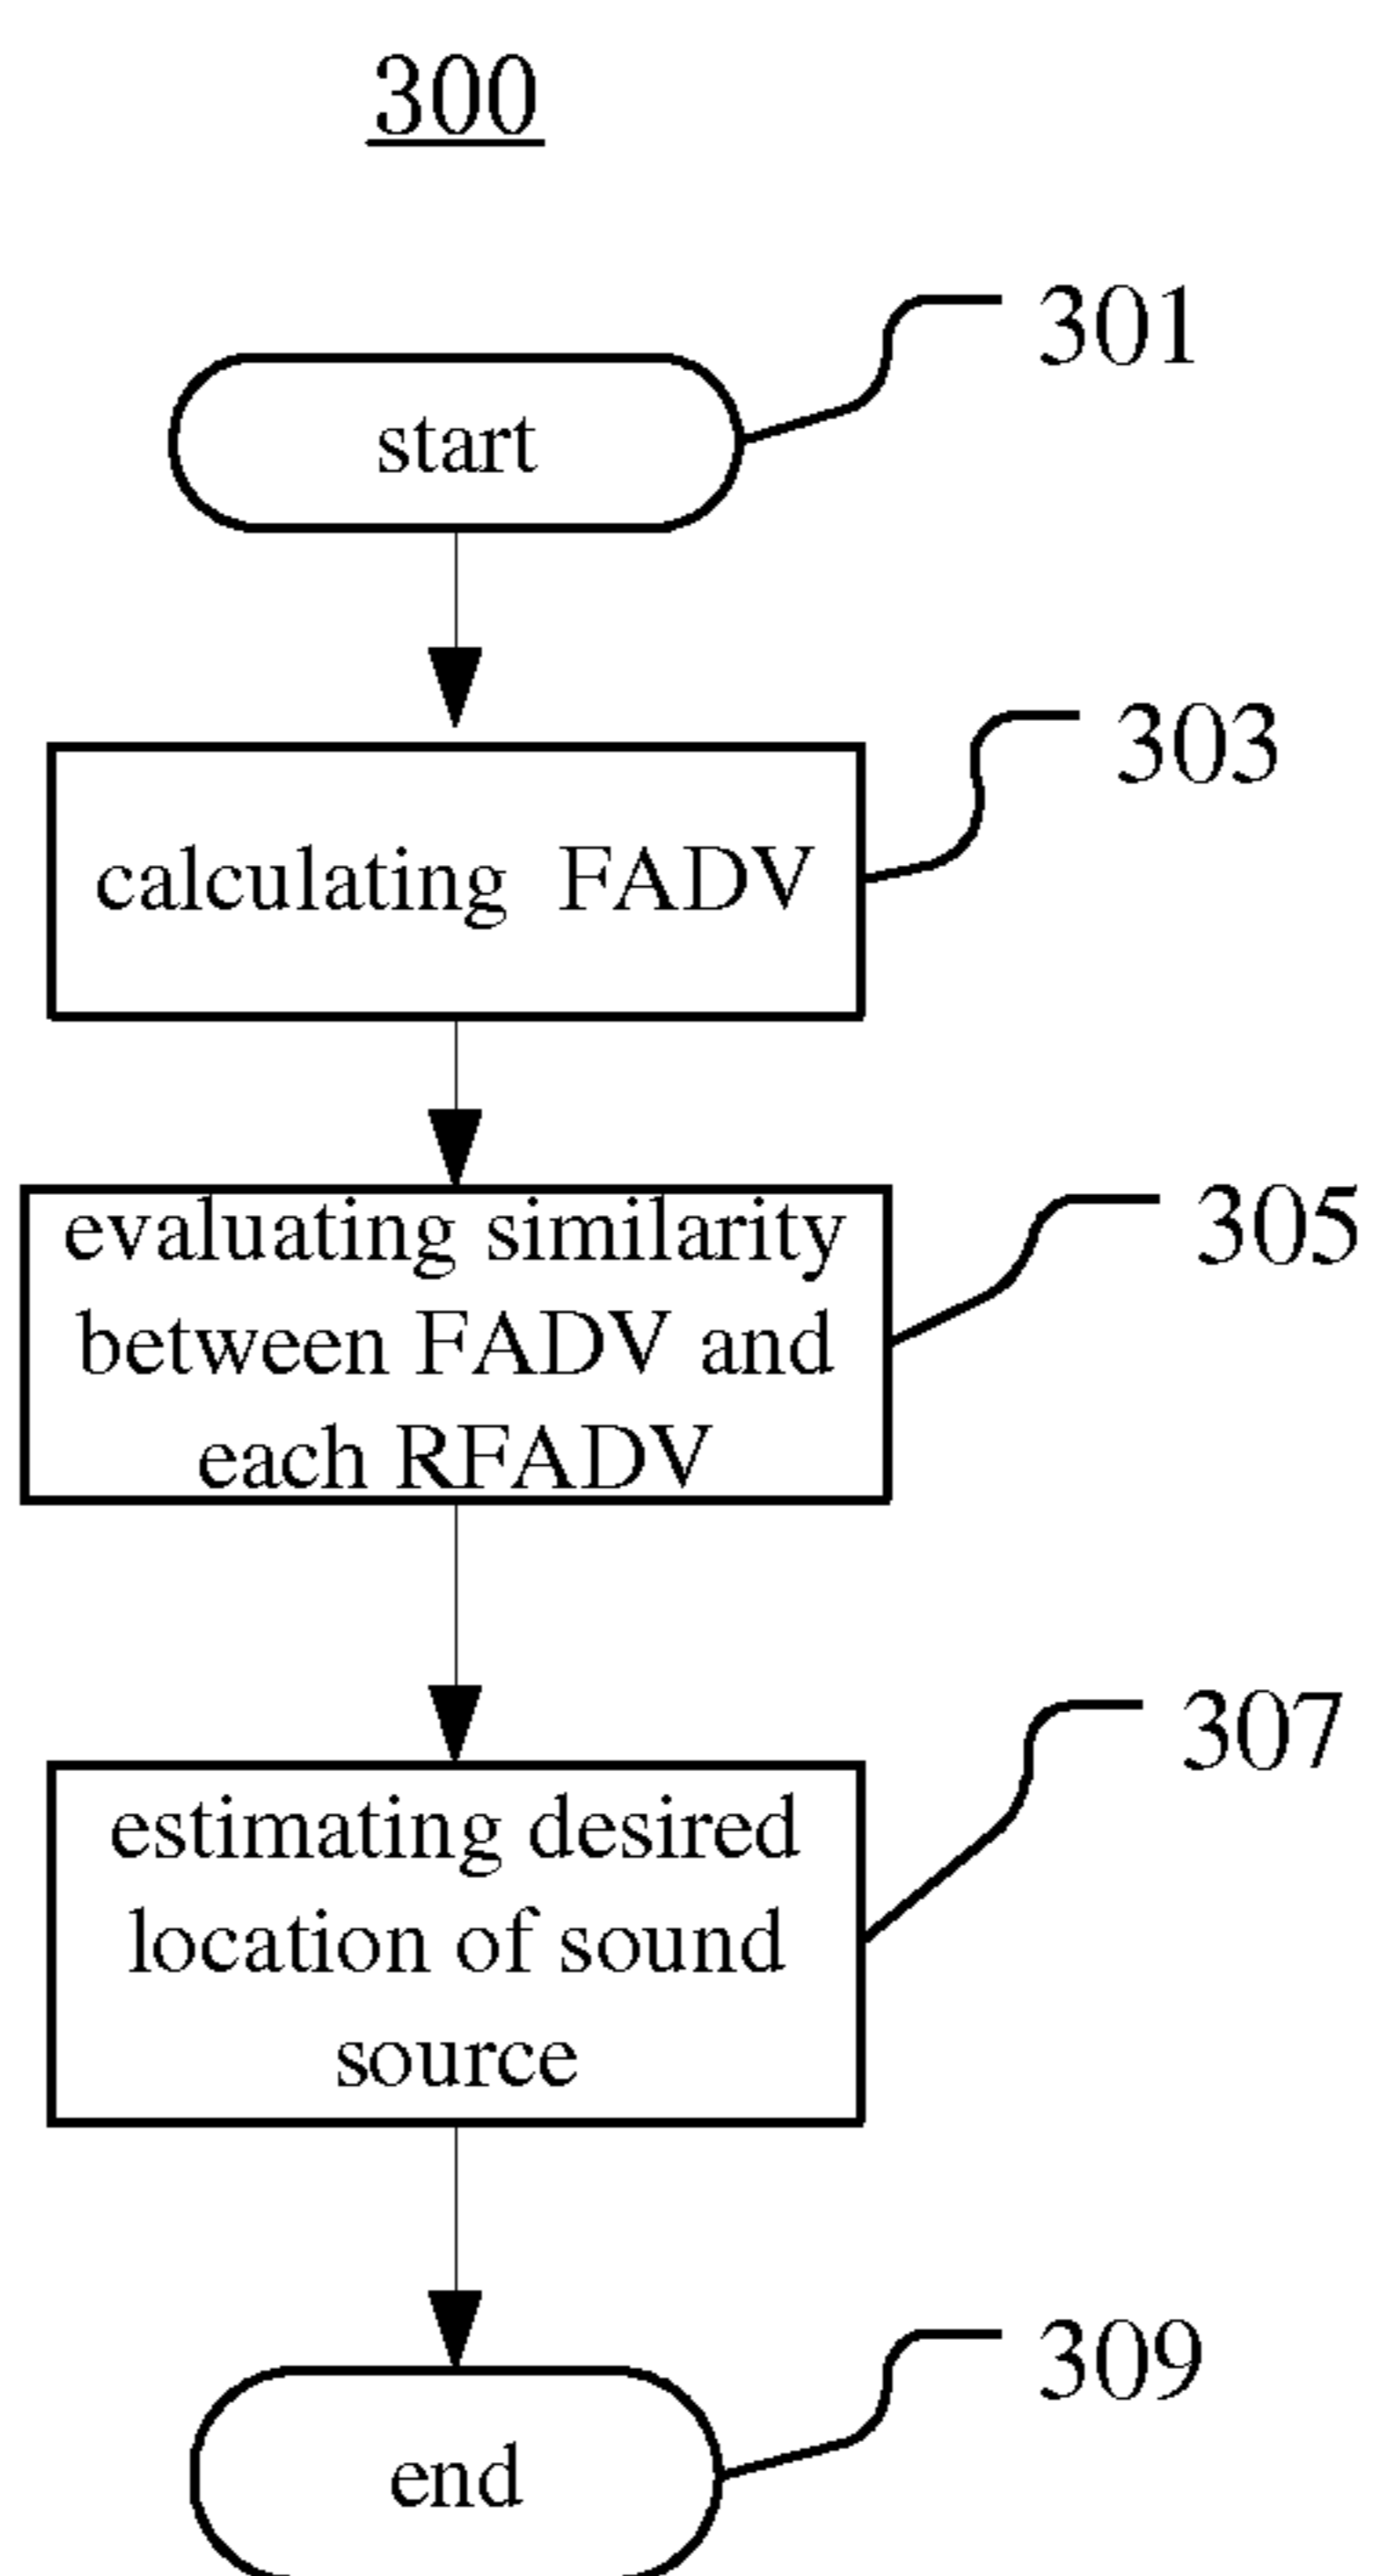 300
301
start
303
calculating FADV
305
evaluating similarity
between FADV and
each RFADV
307
estimating desired
location of sound
source
309
end